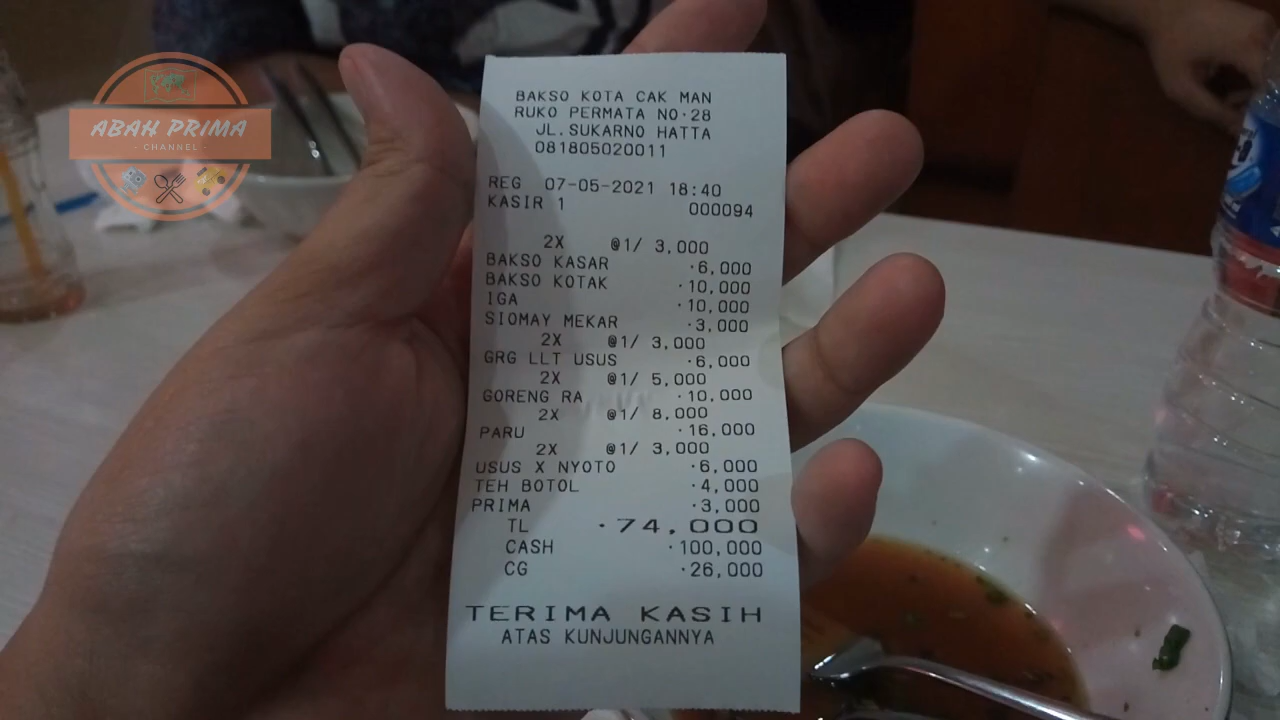 ABAH PRIMA
- CHANNEL -
BAKSO KOTA CAK MAN
RUKO PERMATA NO.28
JL.SUKARNO HATTA
081805020011
REG 07-05-2021 18:40
KASIR 1 000094
2X @1/ 3,000
BAKSO KASAR ·6,000
BAKSO KOTAK ·10,000
IGA ·10,000
SIOMAY MEKAR ·3,000
2X @1/ 3,000
GRG LLT USUS ·6,000
2X @1/ 5,000
GORENG RA ·10,000
2X @1/ 8,000
PARU ·16,000
2X @1/ 3,000
USUS X NYOTO ·6,000
TEH BOTOL ·4,000
PRIMA ·3,000
TL ·74,000
CASH ·100,000
CG ·26,000
TERIMA KASIH
ATAS KUNJUNGANNYA